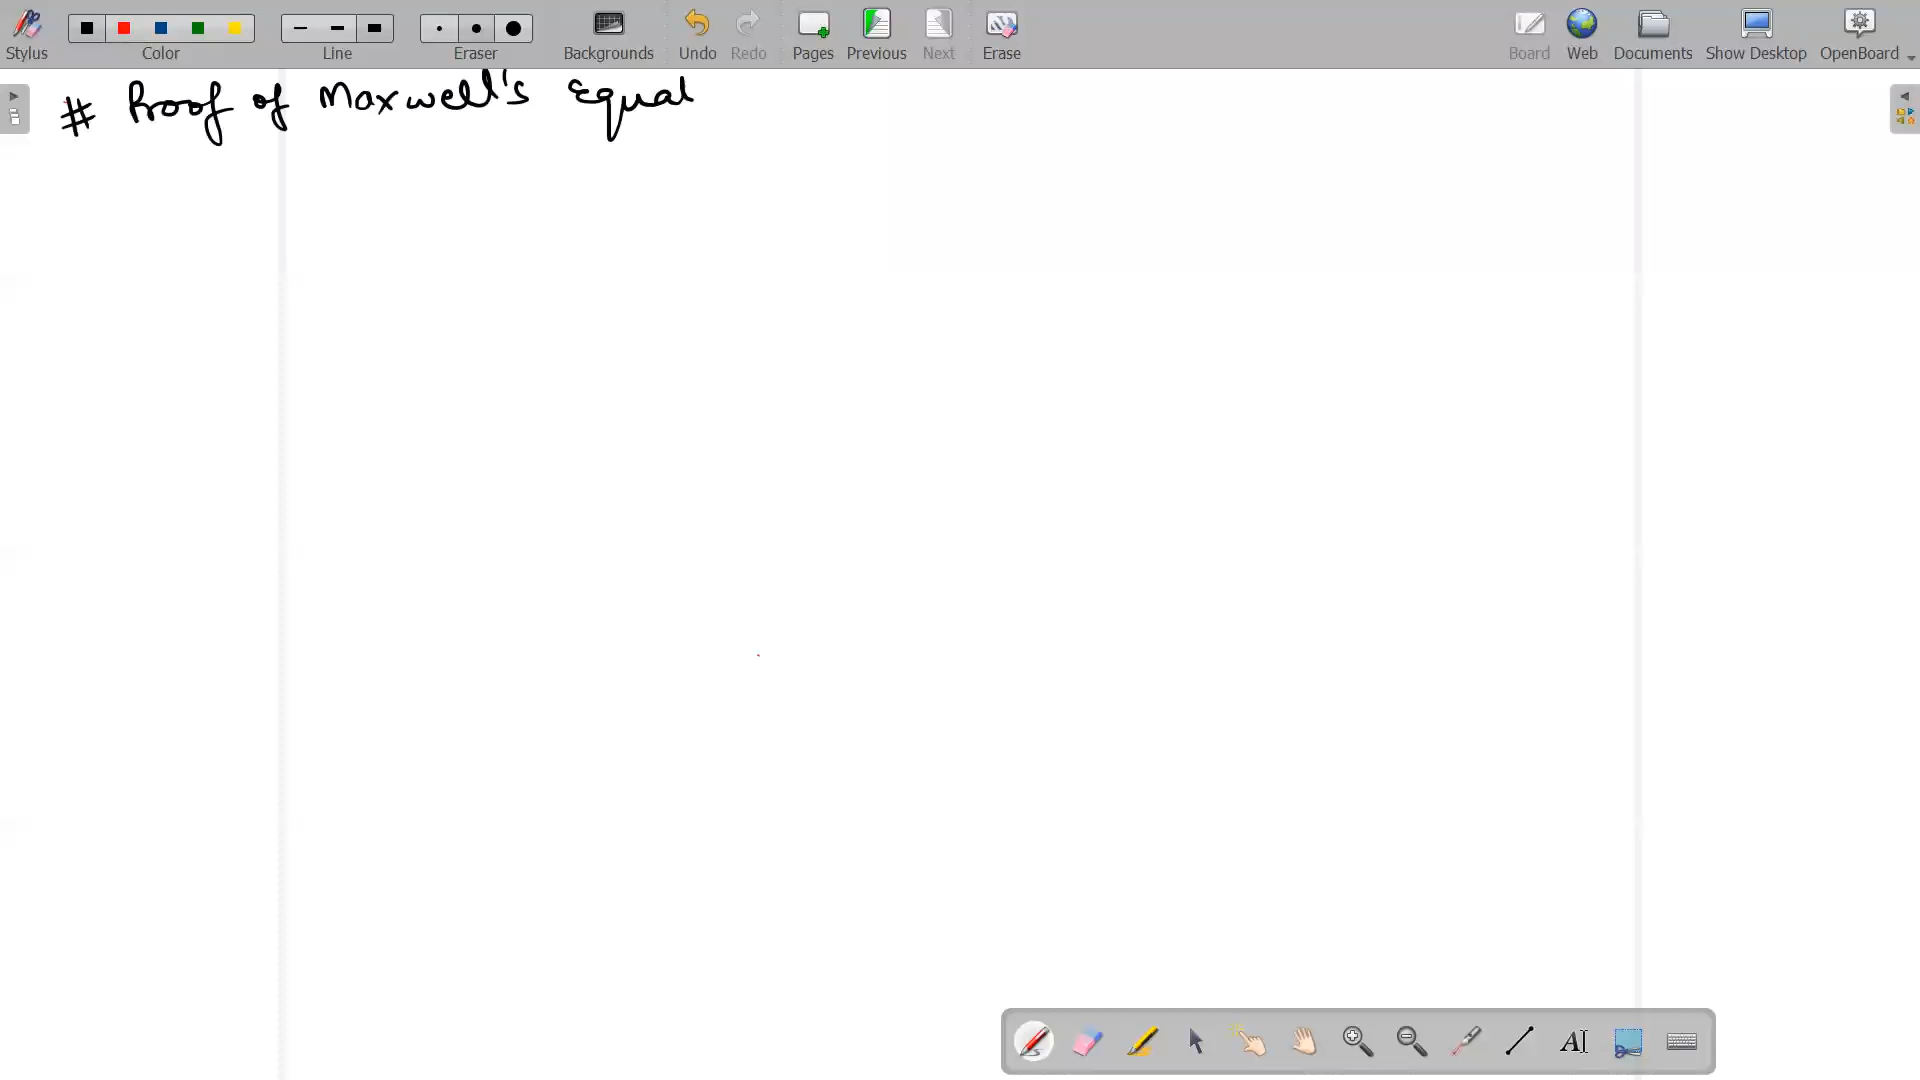 Stylus Color Line Eraser Backgrounds Undo Redo Pages Previous Next Erase Board Web Documents Show Desktop OpenBoard
# Proof of Maxwell's Equat